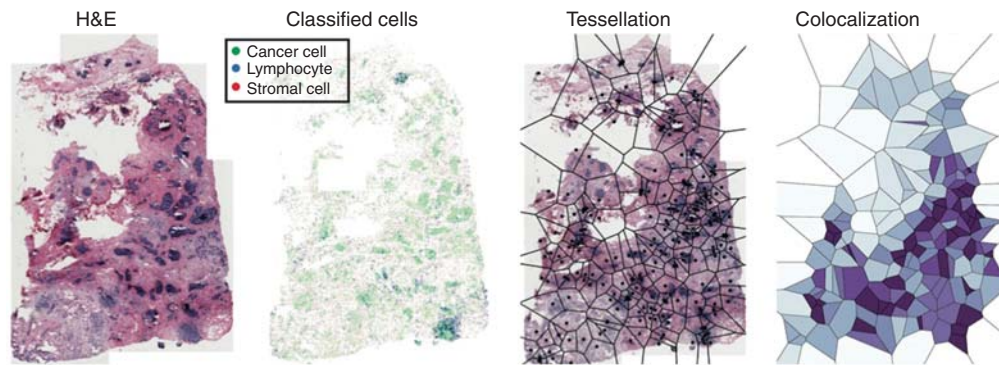 H&E
Classified cells
Tessellation
Colocalization
Cancer cell
Lymphocyte
Stromal cell